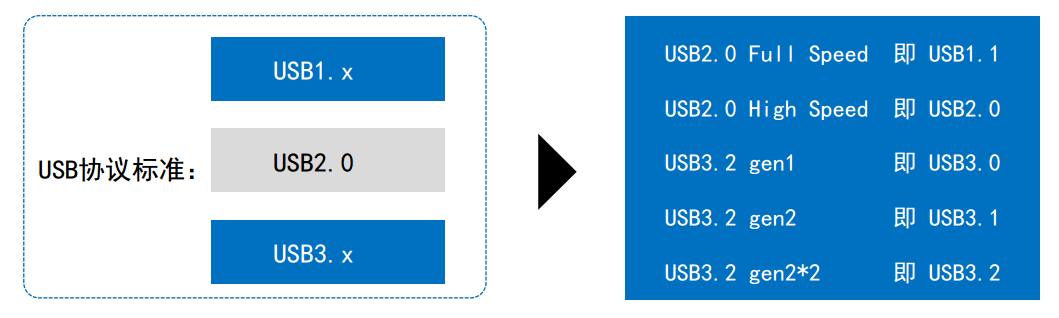 USB协议标准：
USB1.x
USB2.0
USB3.x
USB2.0 Full Speed 即 USB1.1
USB2.0 High Speed 即 USB2.0
USB3.2 gen1 即 USB3.0
USB3.2 gen2 即 USB3.1
USB3.2 gen2*2 即 USB3.2